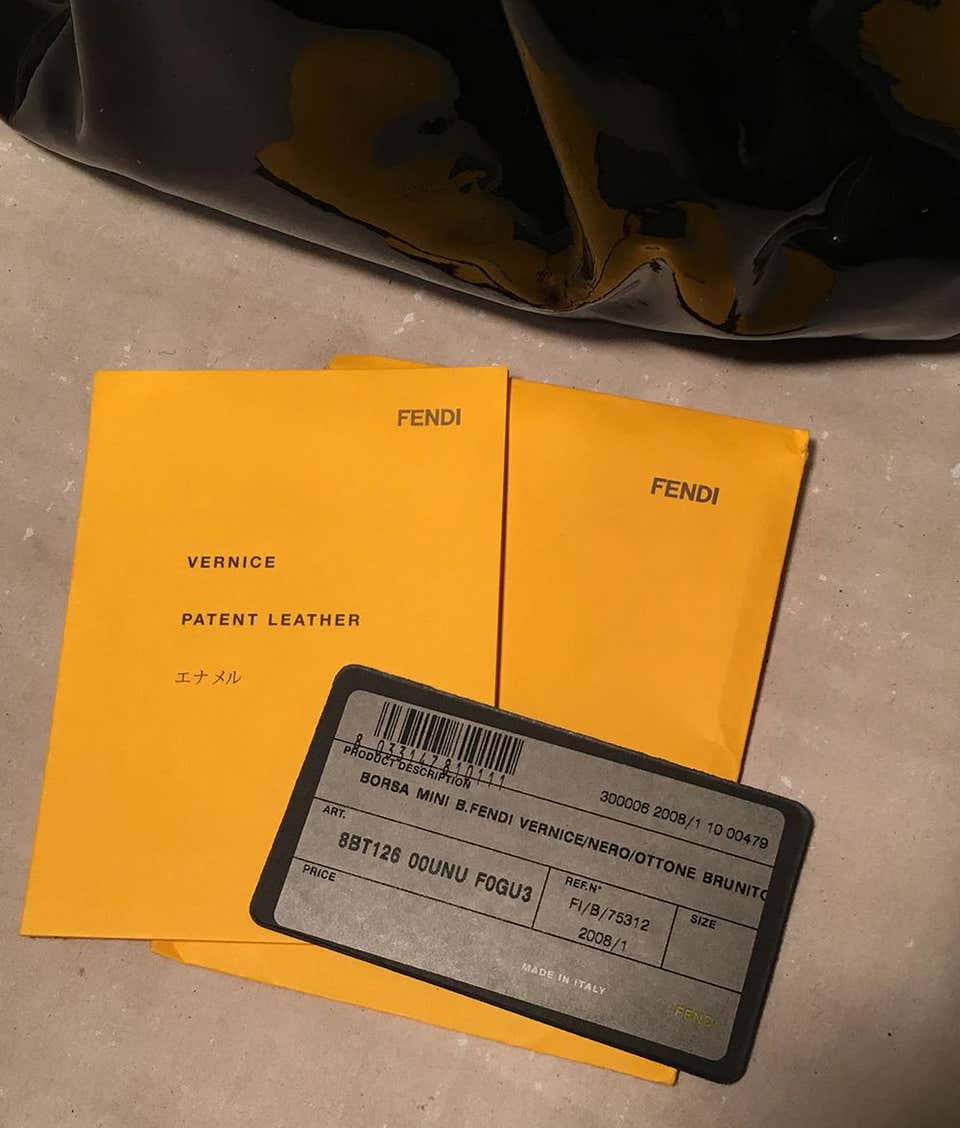 FENDI
VERNICE
PATENT LEATHER
エナメル
FENDI
8 033147810111
PRODUCT DESCRIPTION
300006 2008/1 10 00479
BORSA MINI B.FENDI VERNICE/NERO/OTTONE BRUNITO
ART.
8BT126 00UNU F0GU3
REF.N°
FI/B/75312
2008/1
SIZE
PRICE
MADE IN ITALY
FENDI